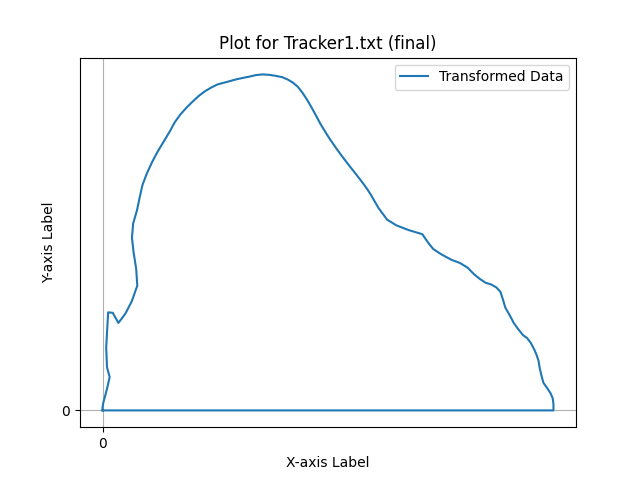 Plot for Tracker1.txt (final)
Transformed Data
Y-axis Label
0
0
X-axis Label